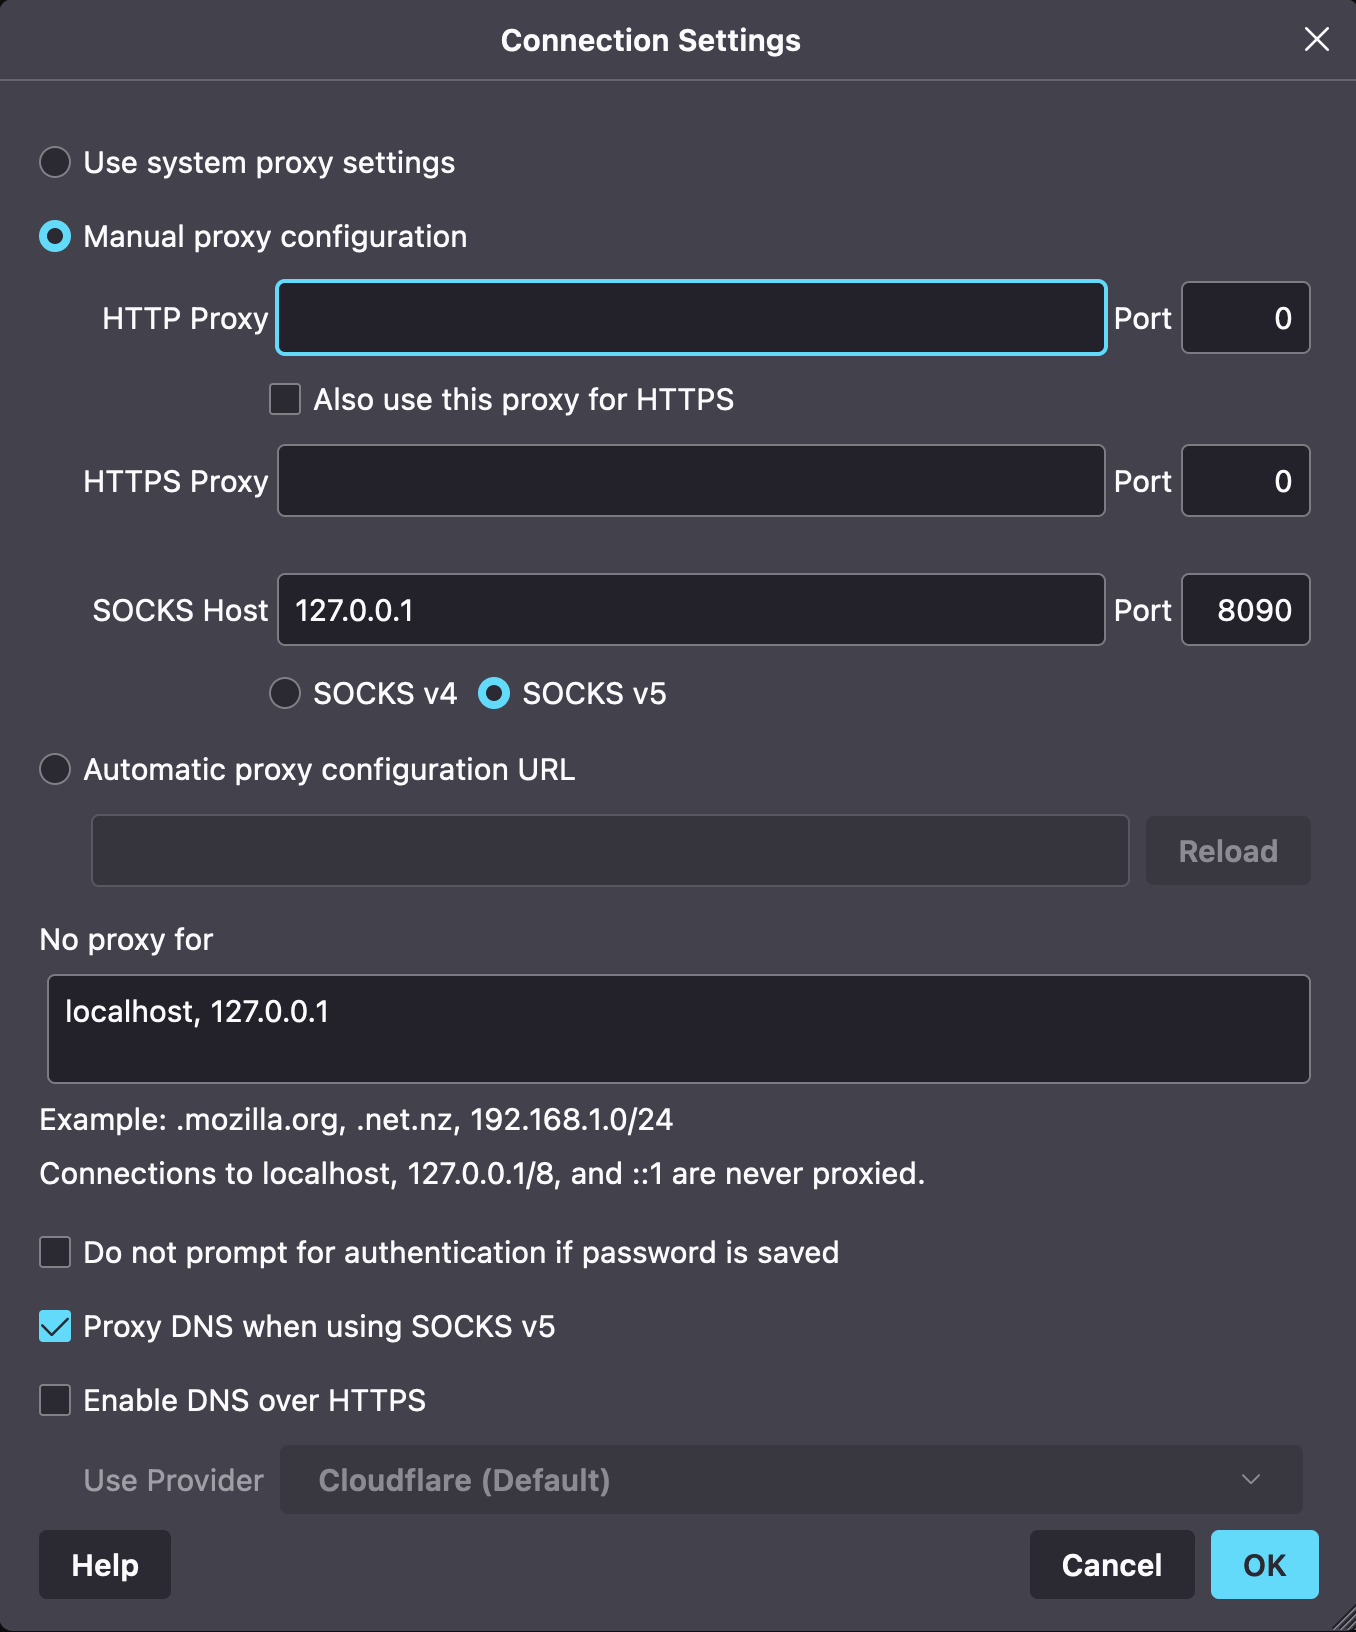 Connection Settings
Use system proxy settings
Manual proxy configuration
HTTP Proxy Port 0
Also use this proxy for HTTPS
HTTPS Proxy Port 0
SOCKS Host 127.0.0.1 Port 8090
SOCKS v4 SOCKS v5
Automatic proxy configuration URL
Reload
No proxy for
localhost, 127.0.0.1
Example: .mozilla.org, .net.nz, 192.168.1.0/24
Connections to localhost, 127.0.0.1/8, and ::1 are never proxied.
Do not prompt for authentication if password is saved
Proxy DNS when using SOCKS v5
Enable DNS over HTTPS
Use Provider Cloudflare (Default)
Help Cancel OK